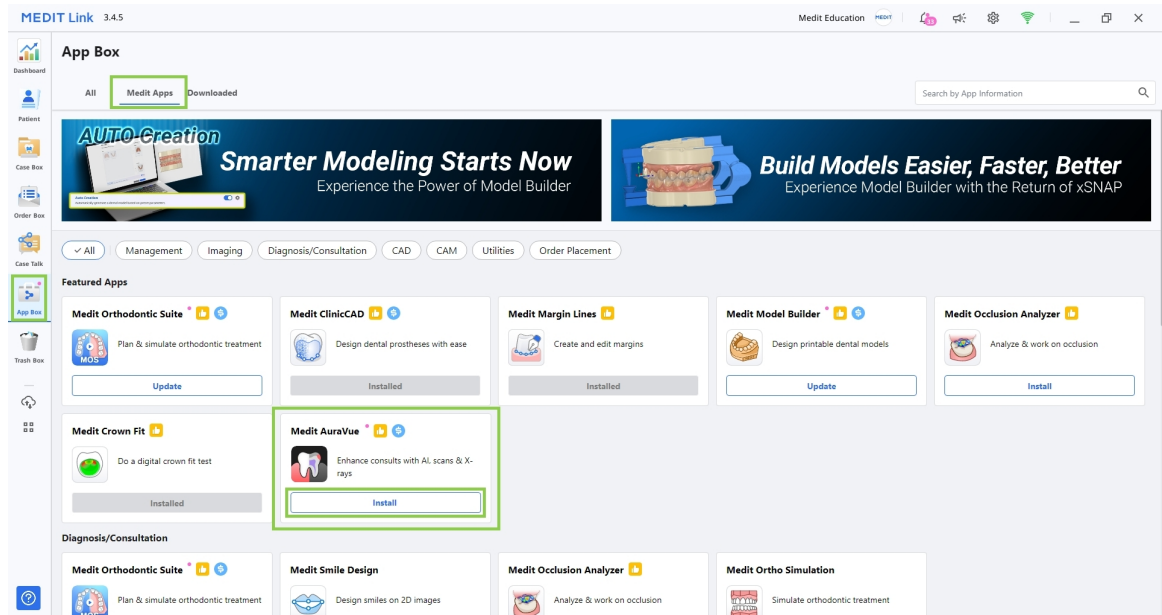 MEDIT Link 3.4.5
Medit Education MEDIT
Dashboard
Patient
Case Box
Order Box
Case Talk
App Box
Trash Box
App Box
All Medit Apps Downloaded
Search by App Information
AUTO-Creation
Smarter Modeling Starts Now
Experience the Power of Model Builder
Build Models Easier, Faster, Better
Experience Model Builder with the Return of xSNAP
All Management Imaging Diagnosis/Consultation CAD CAM Utilities Order Placement
Featured Apps
Medit Orthodontic Suite *
MOS
Plan & simulate orthodontic treatment
Update
Medit ClinicCAD
Design dental prostheses with ease
Installed
Medit Margin Lines
Create and edit margins
Installed
Medit Model Builder *
Design printable dental models
Update
Medit Occlusion Analyzer
Analyze & work on occlusion
Install
Medit Crown Fit
Do a digital crown fit test
Installed
Medit AuraVue *
Enhance consults with AI, scans & X-
rays
Install
Diagnosis/Consultation
Medit Orthodontic Suite *
MOS
Plan & simulate orthodontic treatment
Medit Smile Design
Design smiles on 2D images
Medit Occlusion Analyzer
Analyze & work on occlusion
Medit Ortho Simulation
Simulate orthodontic treatment